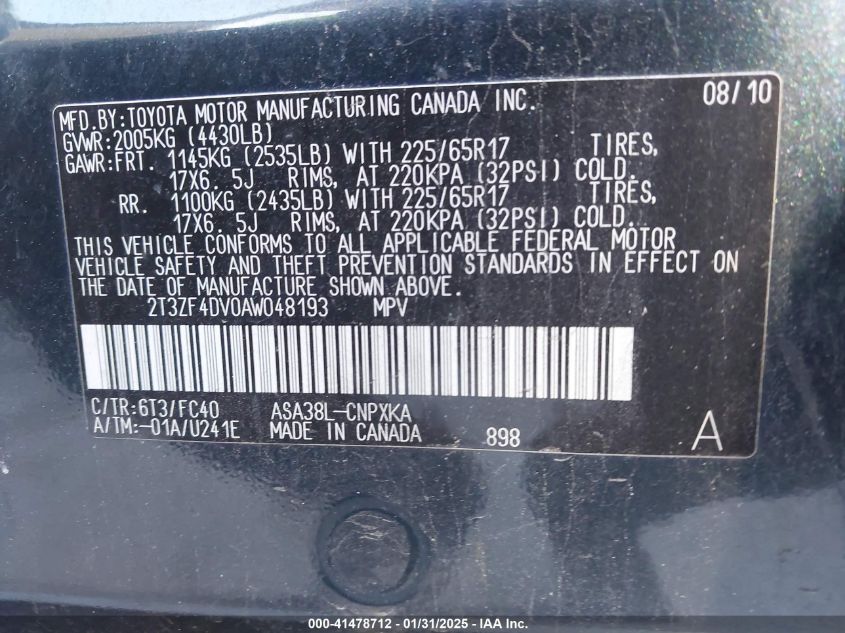 MFD.BY:TOYOTA MOTOR MANUFACTURING CANADA INC. 08/10
GVWR:2005KG (4430LB)
GAWR:FRT. 1145KG (2535LB) WITH 225/65R17 TIRES,
17X6.5J RIMS, AT 220KPA (32PSI) COLD.
RR. 1100KG (2435LB) WITH 225/65R17 TIRES,
17X6.5J RIMS, AT 220KPA (32PSI) COLD.
THIS VEHICLE CONFORMS TO ALL APPLICABLE FEDERAL MOTOR
VEHICLE SAFETY AND THEFT PREVENTION STANDARDS IN EFFECT ON
THE DATE OF MANUFACTURE SHOWN ABOVE.
2T3ZF4DV0AW048193 MPV
C/TR:6T3/FC40 ASA38L-CNPXKA
A/TM:-01A/U241E MADE IN CANADA 898 A
000-41478712 - 01/31/2025 - IAA Inc.